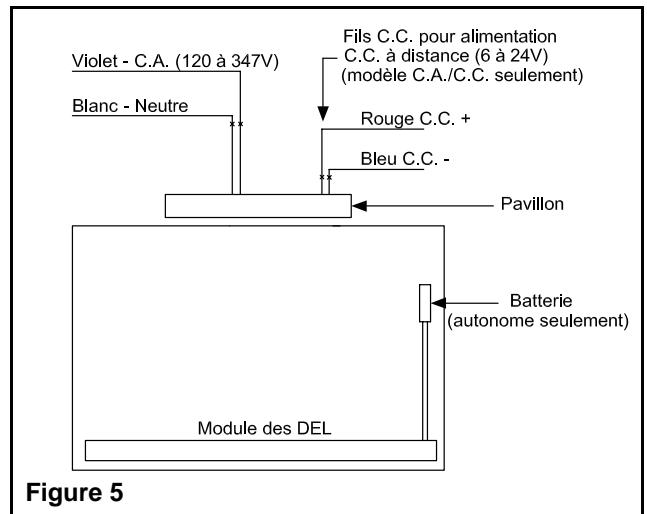 Fils C.C. pour alimentation
C.C. à distance (6 à 24V)
(modèle C.A./C.C. seulement)
Violet - C.A. (120 à 347V)
Blanc - Neutre
Rouge C.C. +
Bleu C.C. -
Pavillon
Batterie
(autonome seulement)
Module des DEL
Figure 5